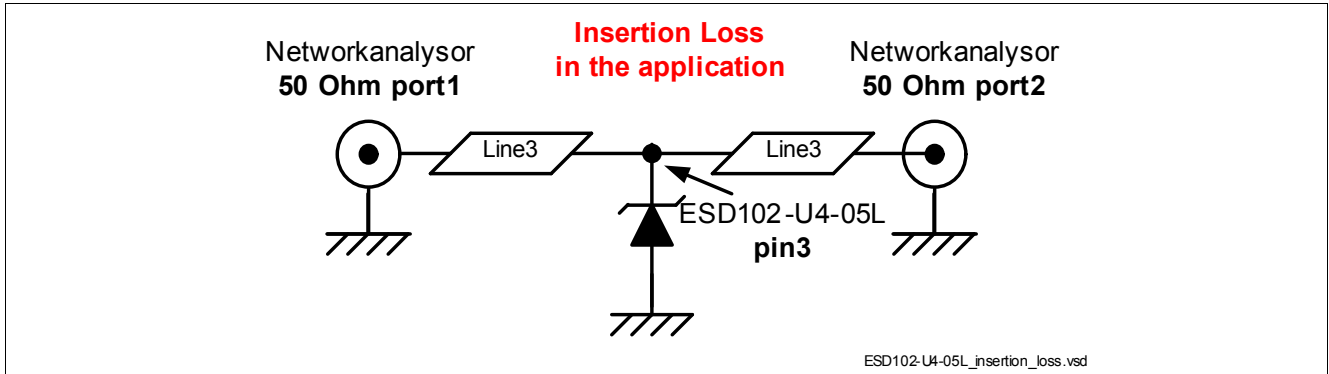 Insertion Loss
in the application
Networkanalysor
50 Ohm port1
Networkanalysor
50 Ohm port2
Line3
Line3
ESD102-U4-05L
pin3
ESD102-U4-05L_insertion_loss.vsd